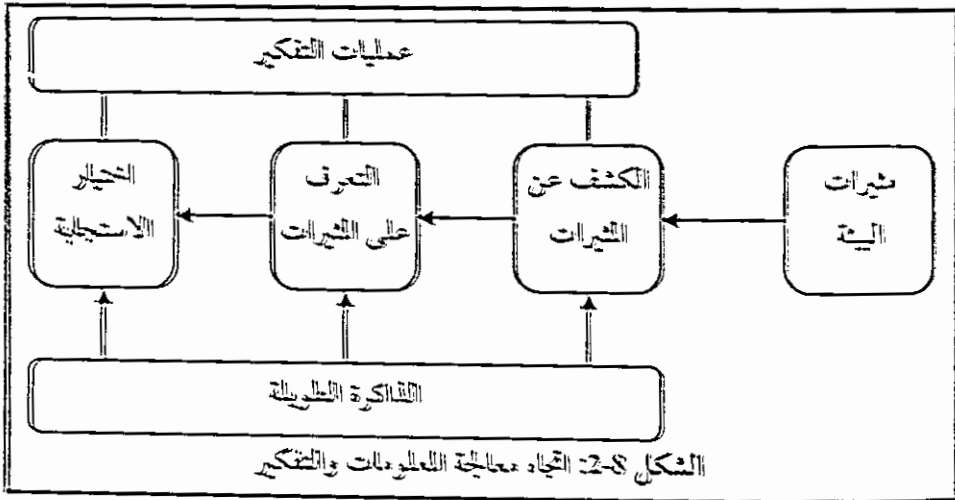 عمليات التفكير
مثيرات
البيئة
الكشف عن
المثيرات
التعرف
على المثيرات
اختيار
الاستجابة
الذاكرة الطويلة
الشكل 8-2: اتجاه معالجة المعلومات والتفكير